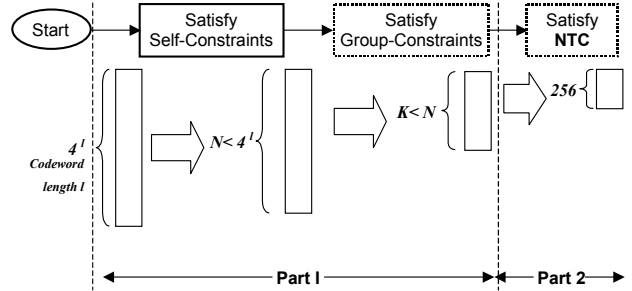 Start
Satisfy
Self-Constraints
Satisfy
Group-Constraints
Satisfy
NTC
4^l
Codeword
length l
N< 4^l
K< N
256
Part I
Part 2